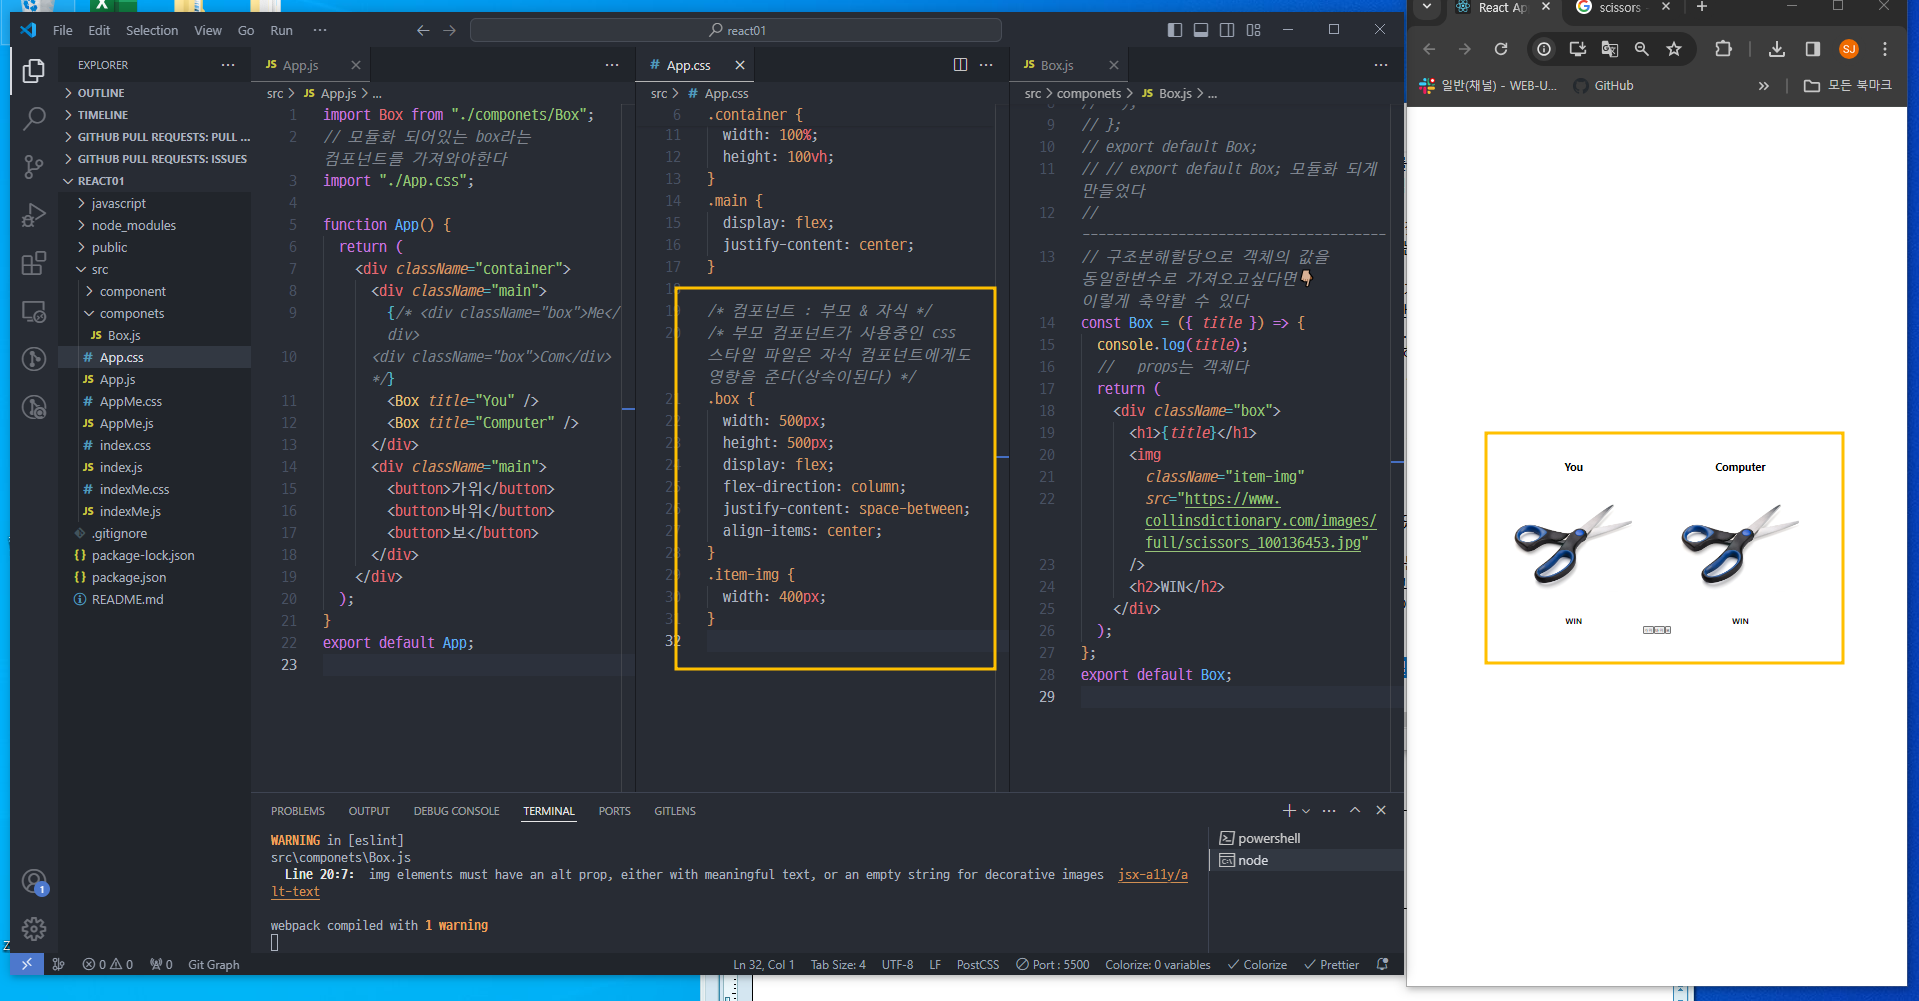 File Edit Selection View Go Run ··· react01
EXPLORER
OUTLINE
TIMELINE
GITHUB PULL REQUESTS: PULL ...
GITHUB PULL REQUESTS: ISSUES
REACT01
javascript
node_modules
public
src
component
componets
JS Box.js
# App.css
JS App.js
# AppMe.css
JS AppMe.js
# index.css
JS index.js
# indexMe.css
JS indexMe.js
.gitignore
{} package-lock.json
{} package.json
README.md
JS App.js
src > JS App.js > ...
1 import Box from "./componets/Box";
2 // 모듈화 되어있는 box라는
컴포넌트를 가져와야한다
3 import "./App.css";
4
5 function App() {
6 return (
7 <div className="container">
8 <div className="main">
9 {/* <div className="box">Me</
div>
10 <div className="box">Com</div>
*/}
11 <Box title="You" />
12 <Box title="Computer" />
13 </div>
14 <div className="main">
15 <button>가위</button>
16 <button>바위</button>
17 <button>보</button>
18 </div>
19 </div>
20 );
21 }
22 export default App;
23
# App.css
src > # App.css
6 .container {
11 width: 100%;
12 height: 100vh;
13 }
14 .main {
15 display: flex;
16 justify-content: center;
17 }
18
19 /* 컴포넌트 : 부모 & 자식 */
20 /* 부모 컴포넌트가 사용중인 css
스타일 파일은 자식 컴포넌트에게도
영향을 준다(상속이된다) */
21 .box {
22 width: 500px;
23 height: 500px;
24 display: flex;
25 flex-direction: column;
26 justify-content: space-between;
27 align-items: center;
28 }
29 .item-img {
30 width: 400px;
31 }
32
JS Box.js
src > componets > JS Box.js > ...
9 // };
10 // export default Box;
11 // // export default Box; 모듈화 되게
만들었다
12 //
--------------------------------------
13 // 구조분해할당으로 객체의 값을
동일한변수로 가져오고싶다면👇🏻
이렇게 축약할 수 있다
14 const Box = ({ title }) => {
15 console.log(title);
16 // props는 객체다
17 return (
18 <div className="box">
19 <h1>{title}</h1>
20 <img
21 className="item-img"
22 src="https://www.
collinsdictionary.com/images/
full/scissors_100136453.jpg"
23 />
24 <h2>WIN</h2>
25 </div>
26 );
27 };
28 export default Box;
29
PROBLEMS OUTPUT DEBUG CONSOLE TERMINAL PORTS GITLENS
WARNING in [eslint]
src\componets\Box.js
Line 20:7: img elements must have an alt prop, either with meaningful text, or an empty string for decorative images jsx-a11y/a
lt-text
webpack compiled with 1 warning
powershell
node
1
0 0 0 Git Graph Ln 32, Col 1 Tab Size: 4 UTF-8 LF PostCSS Port : 5500 Colorize: 0 variables Colorize Prettier
React Ap scissors
SJ
일반(채널) - WEB-U... GitHub » 모든 북마크
You Computer
WIN WIN